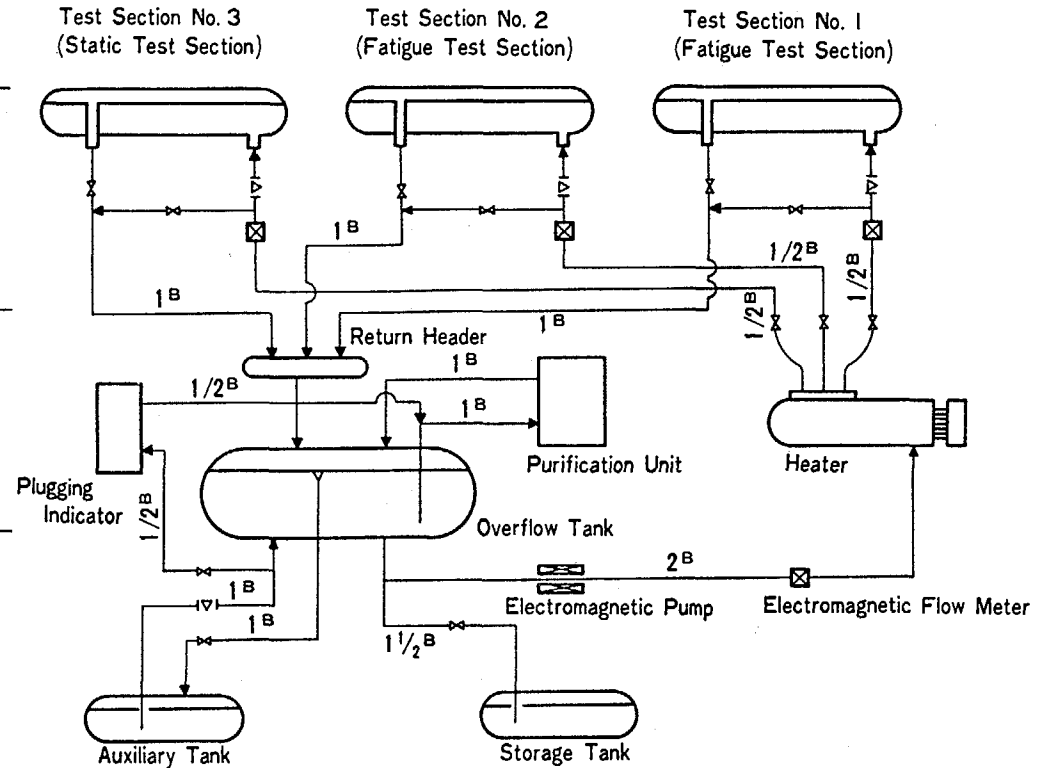 Test Section No. 3
(Static Test Section)
Test Section No. 2
(Fatigue Test Section)
Test Section No. 1
(Fatigue Test Section)
1B
1/2B
1/2B
1B
1/2B
1B
Return Header
1B
1/2B
1B
Purification Unit
Heater
Plugging
Indicator
1/2B
Overflow Tank
2B
1B
1B
Electromagnetic Pump
Electromagnetic Flow Meter
1 1/2B
Auxiliary Tank
Storage Tank